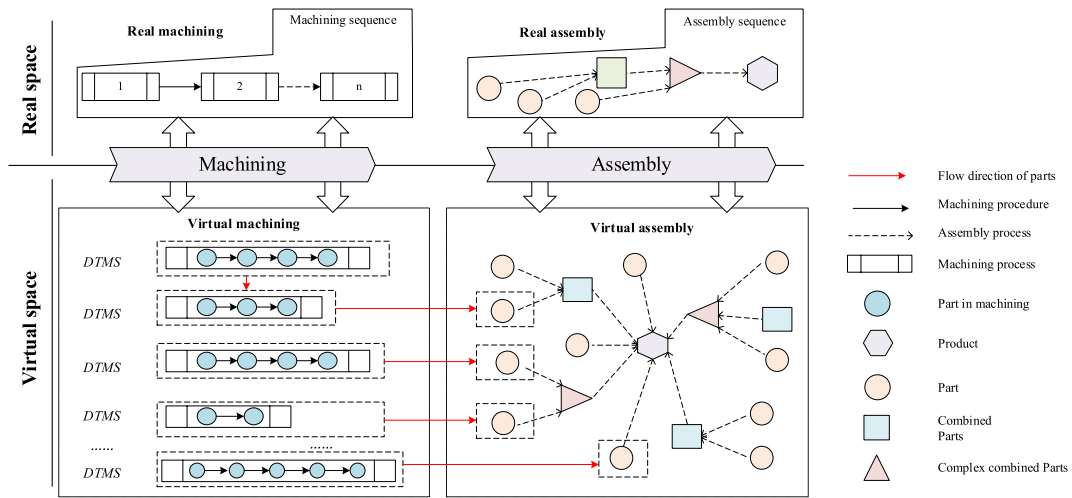 Real space
Real machining
Machining sequence
1
2
n
Real assembly
Assembly sequence
Machining
Assembly
Virtual space
Virtual machining
DTMS
DTMS
DTMS
DTMS
......
......
DTMS
Virtual assembly
Flow direction of parts
Machining procedure
Assembly process
Machining process
Part in machining
Product
Part
Combined
Parts
Complex combined Parts